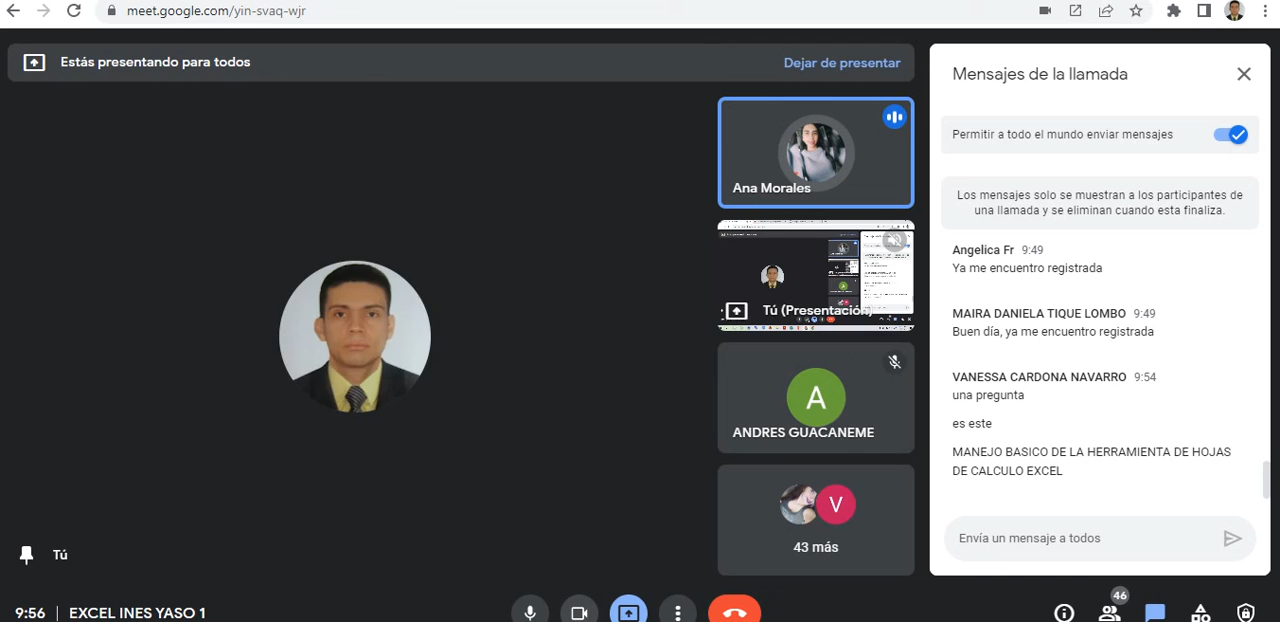 meet.google.com/yin-svaq-wjr
Estás presentando para todos
Dejar de presentar
Ana Morales
Tú (Presentación)
A
ANDRES GUACANEME
V
43 más
Tú
Mensajes de la llamada
Permitir a todo el mundo enviar mensajes
Los mensajes solo se muestran a los participantes de
una llamada y se eliminan cuando esta finaliza.
Angelica Fr 9:49
Ya me encuentro registrada
MAIRA DANIELA TIQUE LOMBO 9:49
Buen día, ya me encuentro registrada
VANESSA CARDONA NAVARRO 9:54
una pregunta
es este
MANEJO BASICO DE LA HERRAMIENTA DE HOJAS
DE CALCULO EXCEL
Envía un mensaje a todos
9:56 | EXCEL INES YASO 1
46